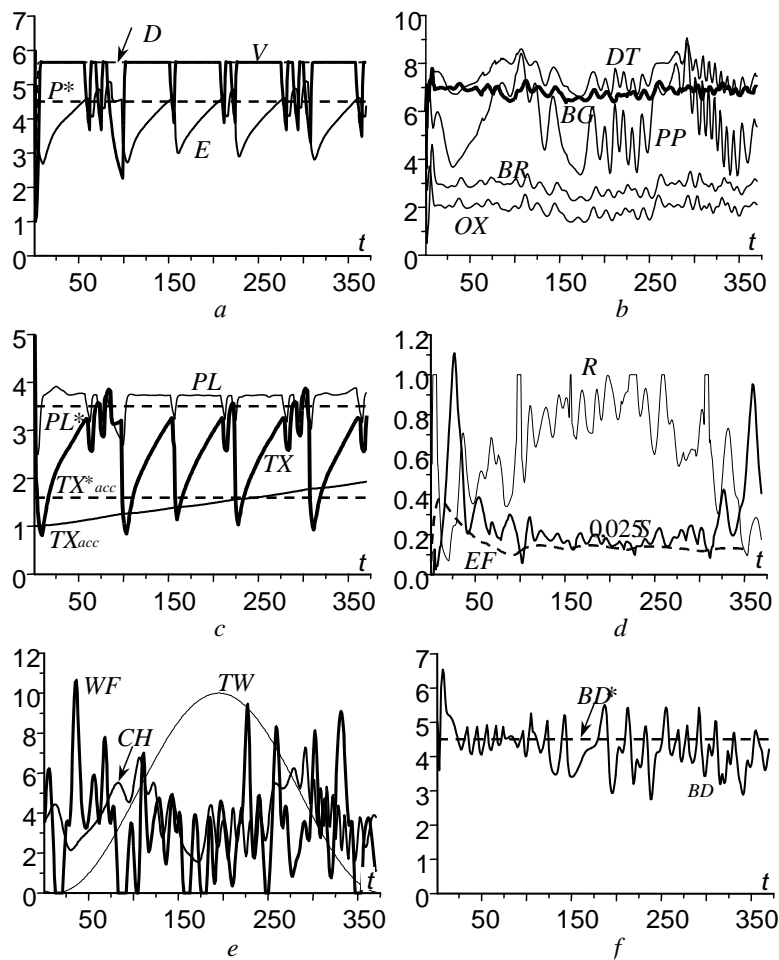 7
6
5
4
3
2
1
0
D
V
P*
E
t
50
150
250
350
a
10
8
6
4
2
0
DT
BG
PP
BR
OX
t
50
150
250
350
b
5
4
3
2
1
0
PL
PL*
TX
TX*acc
TXacc
t
50
150
250
350
c
1.2
1.0
0.8
0.6
0.4
0.2
0.0
R
0.025S
EF
t
50
150
250
350
d
12
10
8
6
4
2
0
WF
TW
CH
t
50
150
250
350
e
7
6
5
4
3
2
1
0
BD*
BD
t
50
150
250
350
f